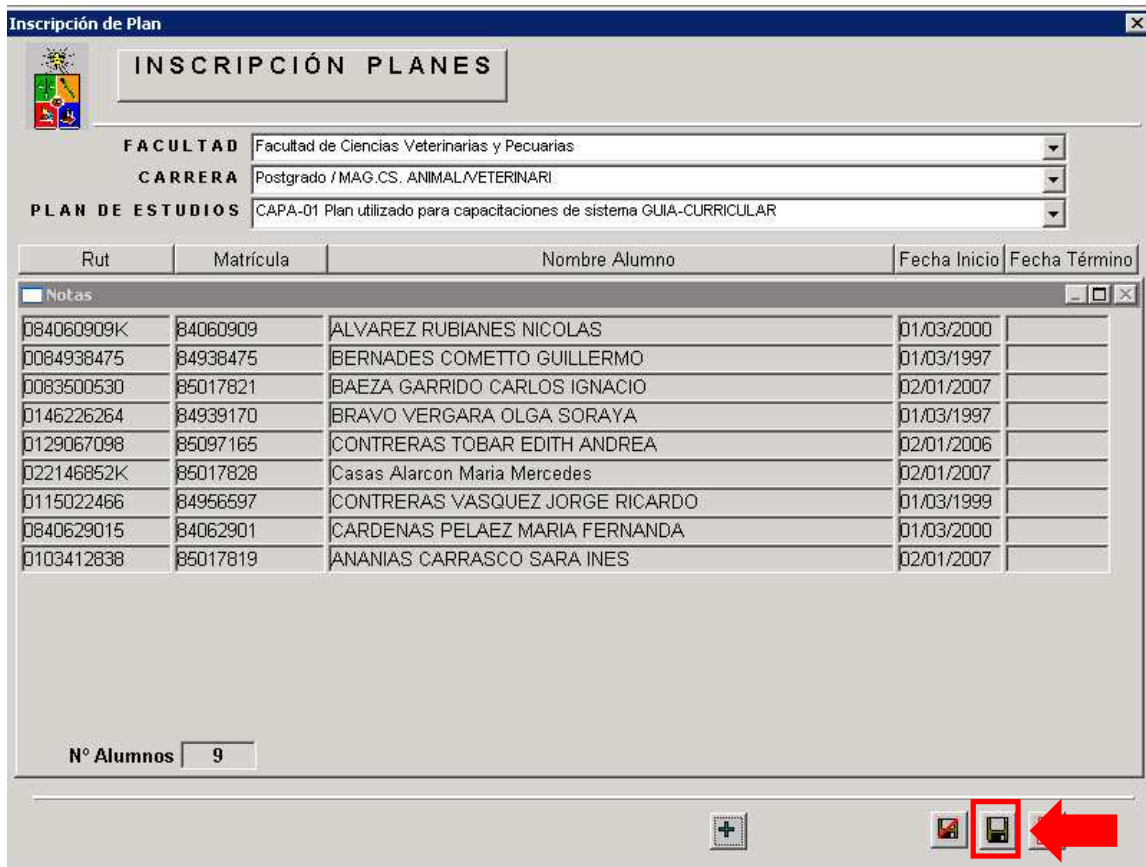 Inscripción de Plan
INSCRIPCIÓN PLANES
FACULTAD Facultad de Ciencias Veterinarias y Pecuarias
CARRERA Postgrado / MAG.CS. ANIMAL/VETERINARI
PLAN DE ESTUDIOS CAPA-01 Plan utilizado para capacitaciones de sistema GUIA-CURRICULAR
Rut Matrícula Nombre Alumno Fecha Inicio Fecha Término
Notas
084060909K 84060909 ALVAREZ RUBIANES NICOLAS 01/03/2000
0084938475 84938475 BERNADES COMETTO GUILLERMO 01/03/1997
0083500530 85017821 BAEZA GARRIDO CARLOS IGNACIO 02/01/2007
0146226264 84939170 BRAVO VERGARA OLGA SORAYA 01/03/1997
0129067098 85097165 CONTRERAS TOBAR EDITH ANDREA 02/01/2006
022146852K 85017828 Casas Alarcon Maria Mercedes 02/01/2007
0115022466 84956597 CONTRERAS VASQUEZ JORGE RICARDO 01/03/1999
0840629015 84062901 CARDENAS PELAEZ MARIA FERNANDA 01/03/2000
0103412838 85017819 ANANIAS CARRASCO SARA INES 02/01/2007
Nº Alumnos 9